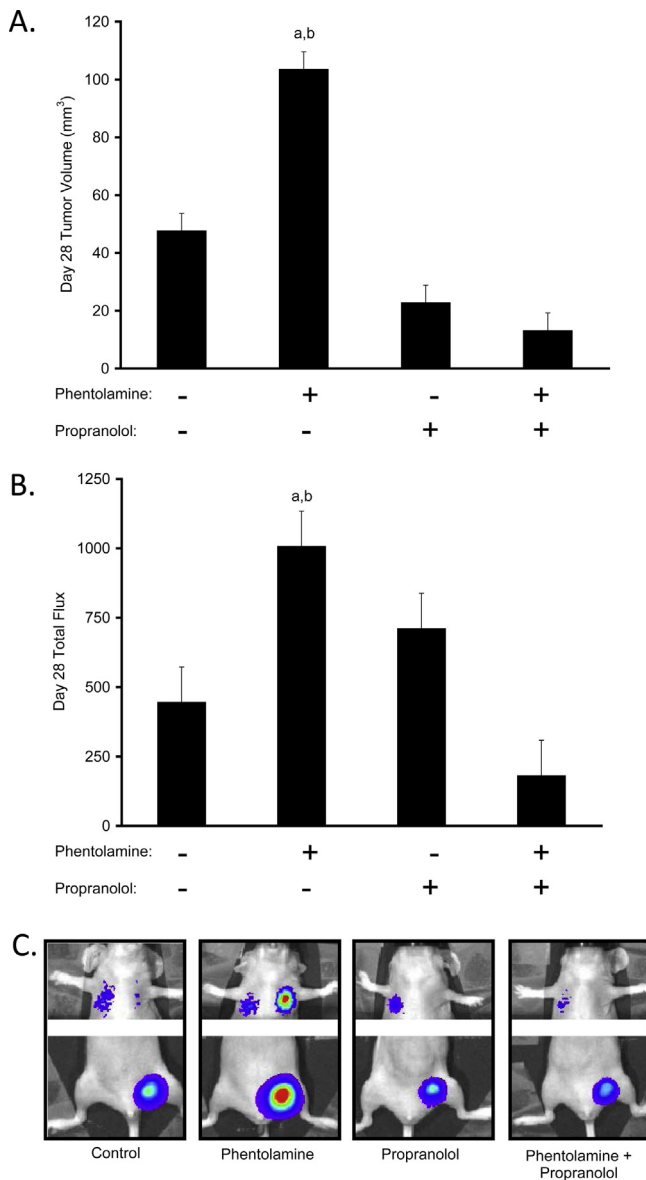 A.
120
100
80
60
40
20
0
Day 28 Tumor Volume (mm³)
a,b
Phentolamine: - + - +
Propranolol: - - + +
B.
1250
1000
750
500
250
0
Day 28 Total Flux
a,b
Phentolamine: - + - +
Propranolol: - - + +
C.
Control
Phentolamine
Propranolol
Phentolamine +
Propranolol